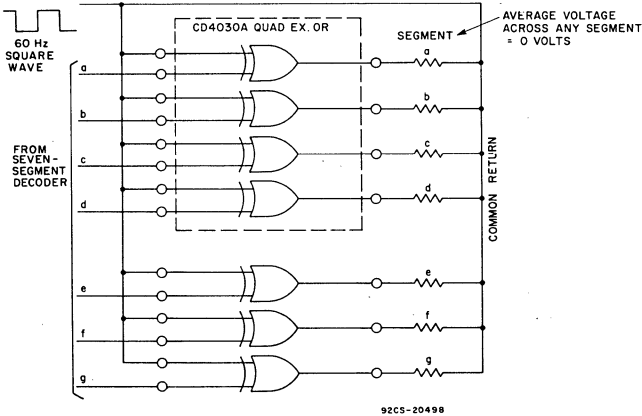 60 Hz
SQUARE
WAVE
CD4030A QUAD EX. OR
SEGMENT
AVERAGE VOLTAGE
ACROSS ANY SEGMENT
= 0 VOLTS
a
a
b
b
c
c
d
d
FROM
SEVEN-
SEGMENT
DECODER
COMMON RETURN
e
e
f
f
g
g
92CS-20498